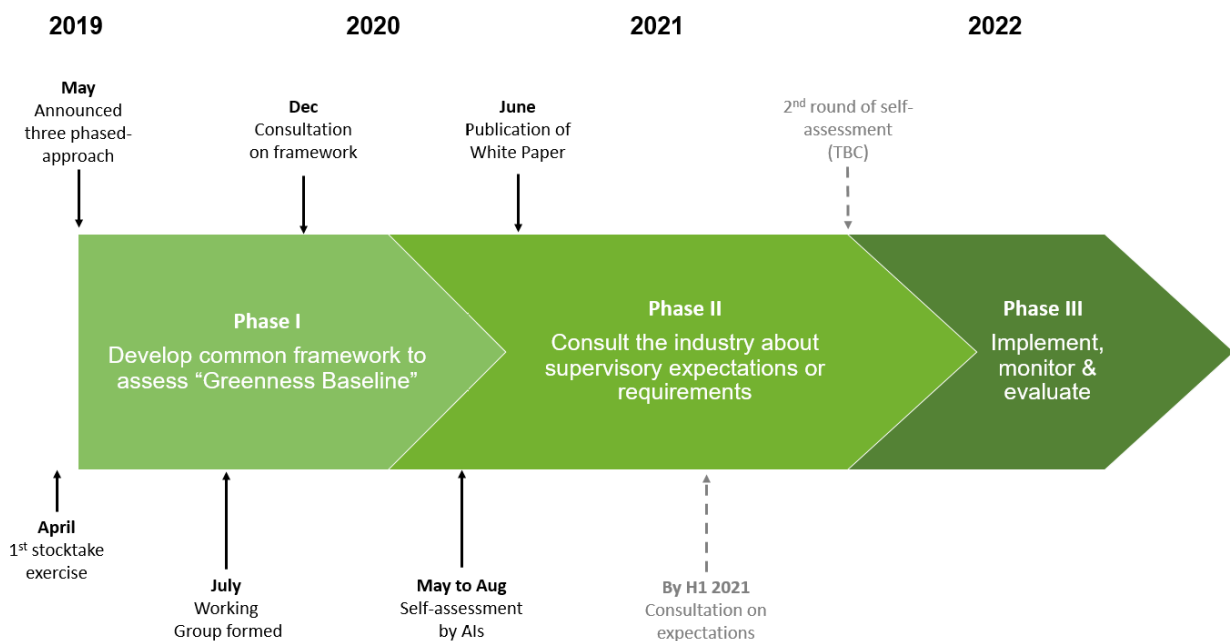 2019
2020
2021
2022
May
Announced
three phased-
approach
Dec
Consultation
on framework
June
Publication of
White Paper
2nd round of self-
assessment
(TBC)
Phase I
Develop common framework to
assess “Greenness Baseline”
Phase II
Consult the industry about
supervisory expectations or
requirements
Phase III
Implement,
monitor &
evaluate
April
1st stocktake
exercise
July
Working
Group formed
May to Aug
Self-assessment
by AIs
By H1 2021
Consultation on
expectations